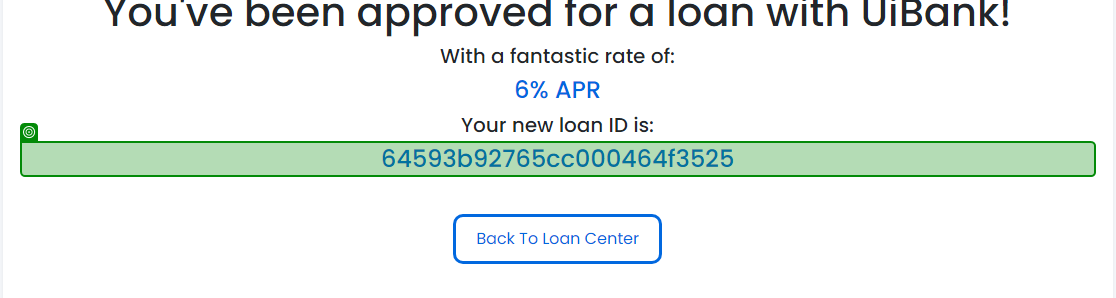 You've been approved for a loan with UiBank!
With a fantastic rate of:
6% APR
Your new loan ID is:
64593b92765cc000464f3525
Back To Loan Center